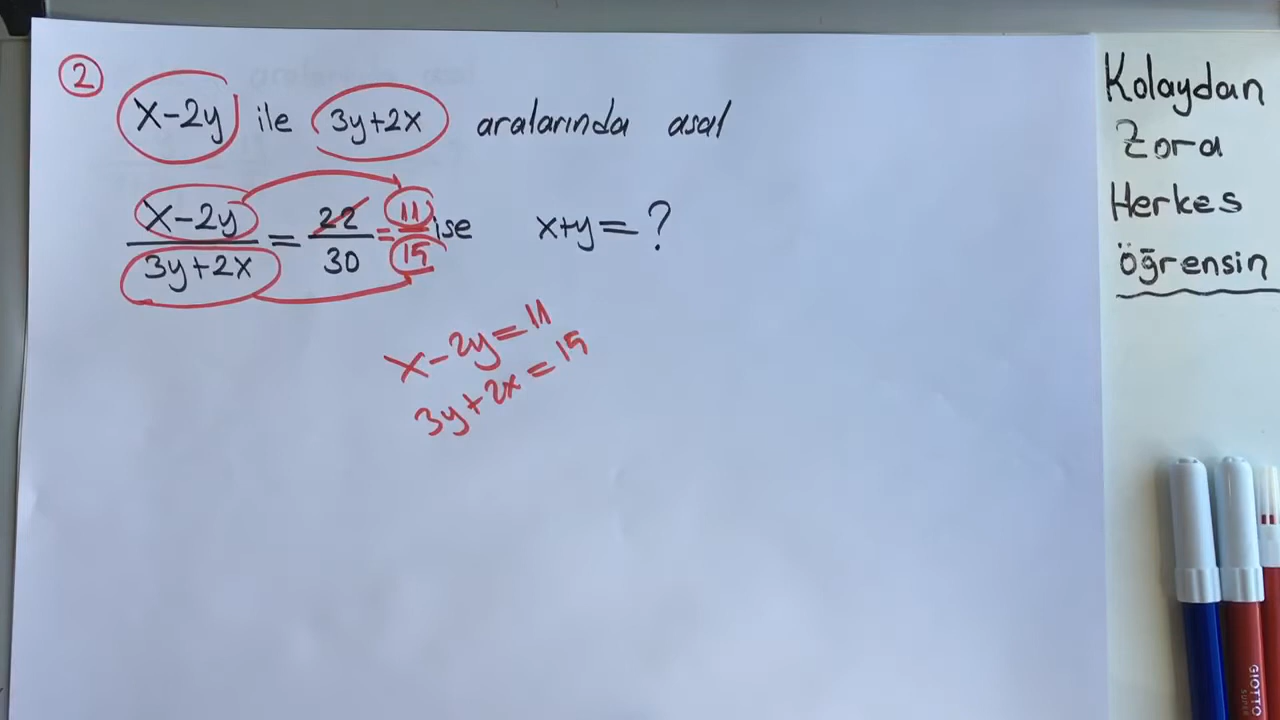 2
x-2y ile 3y+2x aralarında asal
x-2y / 3y+2x = 22 / 30 = 11 / 15 ise x+y=?
x-2y=11
3y+2x=15
Kolaydan
Zora
Herkes
öğrensin
GIOTTO